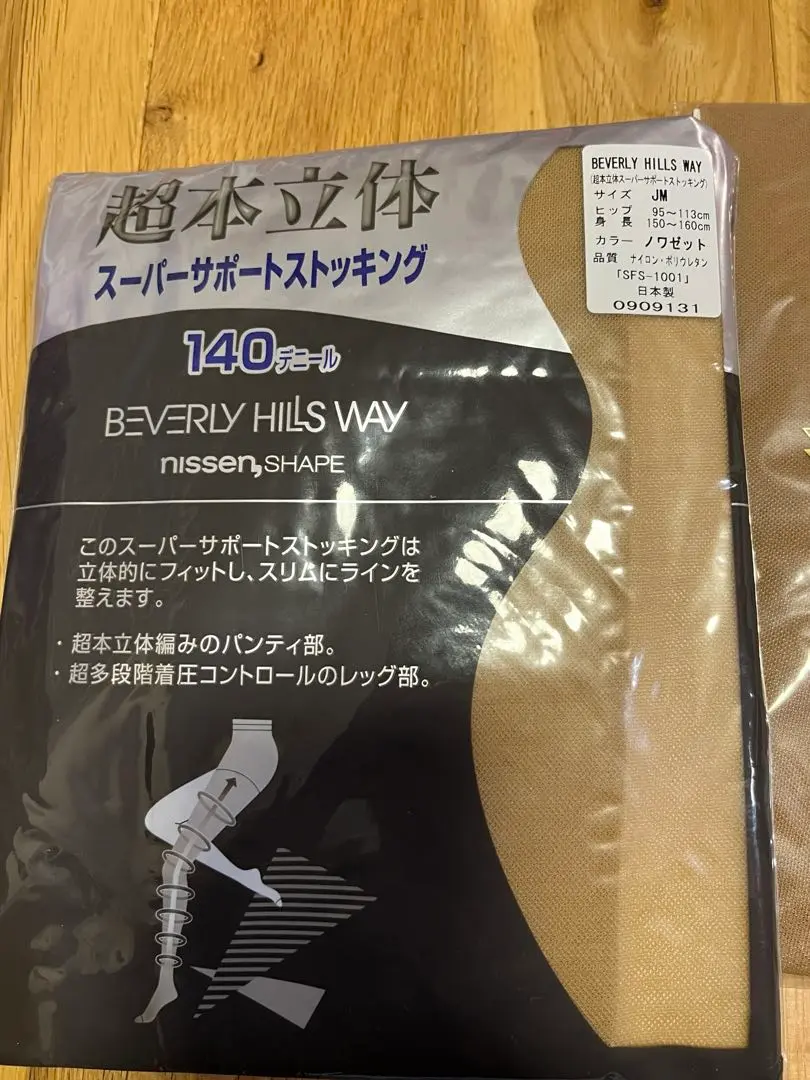 超本立体
スーパーサポートストッキング
140デニール
BEVERLY HILLS WAY
nissen, SHAPE
このスーパーサポートストッキングは
立体的にフィットし、スリムにラインを
整えます。
・超本立体編みのパンティ部。
・超多段階着圧コントロールのレッグ部。
BEVERLY HILLS WAY
(超本立体スーパーサポートストッキング)
サイズ JM
ヒップ 95～113cm
身長 150～160cm
カラー ノワゼット
品質 ナイロン・ポリウレタン
「SFS-1001」
日本製
0909131